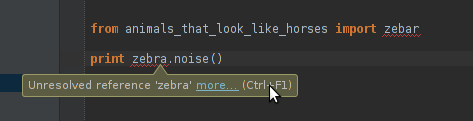 from animals_that_look_like_horses import zebar
print zebra.noise()
Unresolved reference 'zebra' more... (Ctrl+F1)